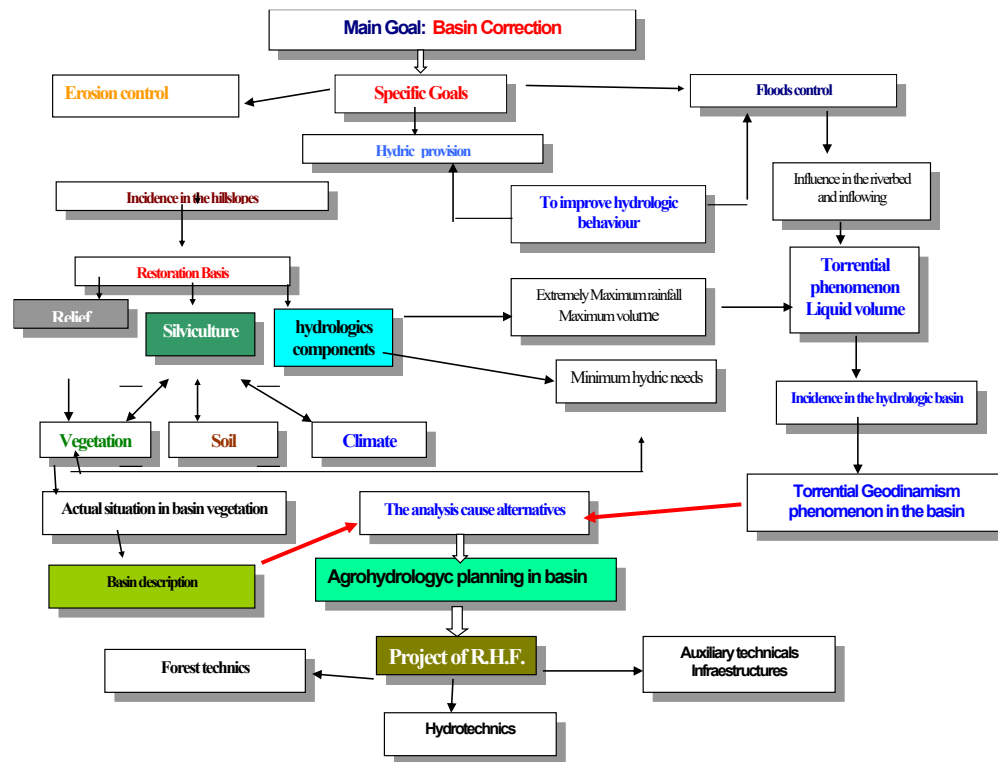 Main Goal: Basin Correction
Erosion control
Specific Goals
Floods control
Hydric provision
Incidence in the hillslopes
To improve hydrologic
behaviour
Influence in the riverbed
and inflowing
Restoration Basis
Relief
Silviculture
hydrologics
components
Extremely Maximum rainfall
Maximum volume
Torrential
phenomenon
Liquid volume
Minimum hydric needs
Incidence in the hydrologic basin
Vegetation
Soil
Climate
Actual situation in basin vegetation
The analysis cause alternatives
Torrential Geodinamism
phenomenon in the basin
Basin description
Agrohydrologyc planning in basin
Project of R.H.F.
Forest technics
Auxiliary technicals
Infraestructures
Hydrotechnics